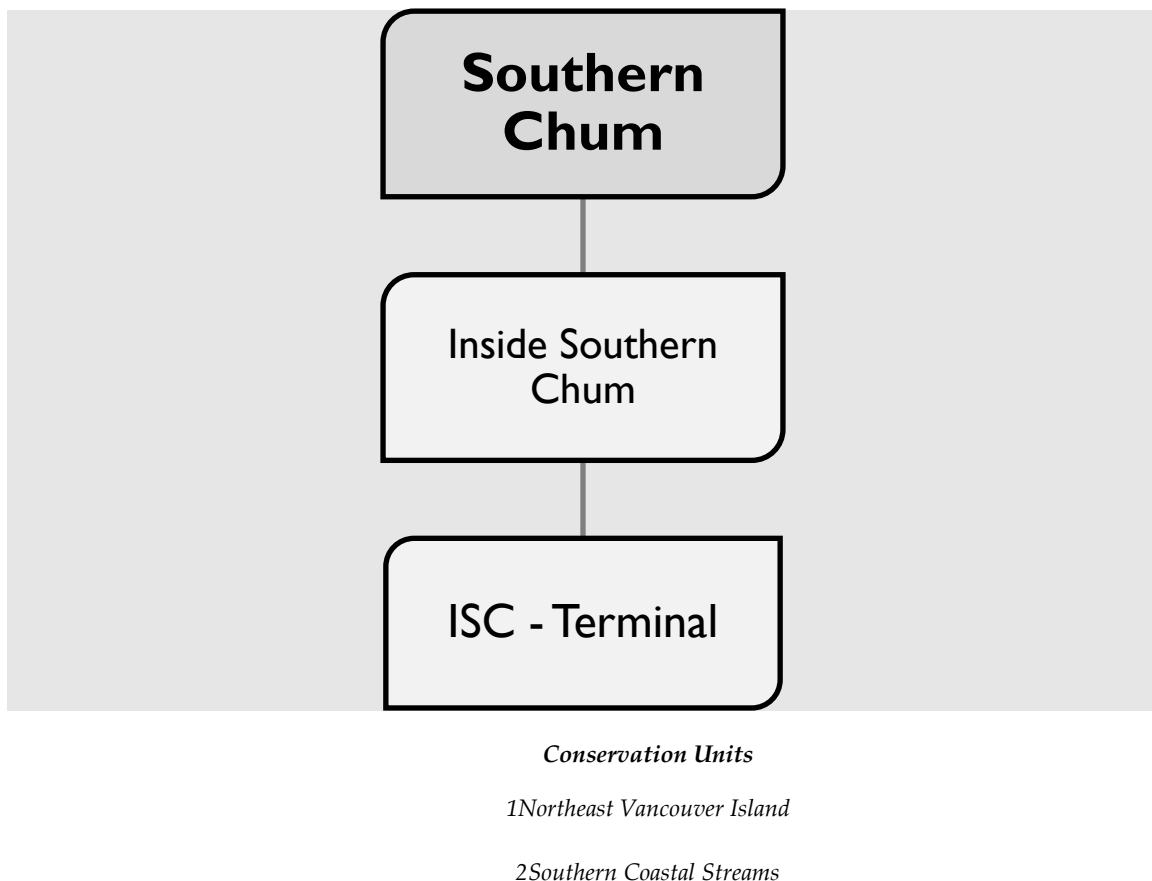 Southern
Chum
Inside Southern
Chum
ISC - Terminal
Conservation Units
1Northeast Vancouver Island
2Southern Coastal Streams